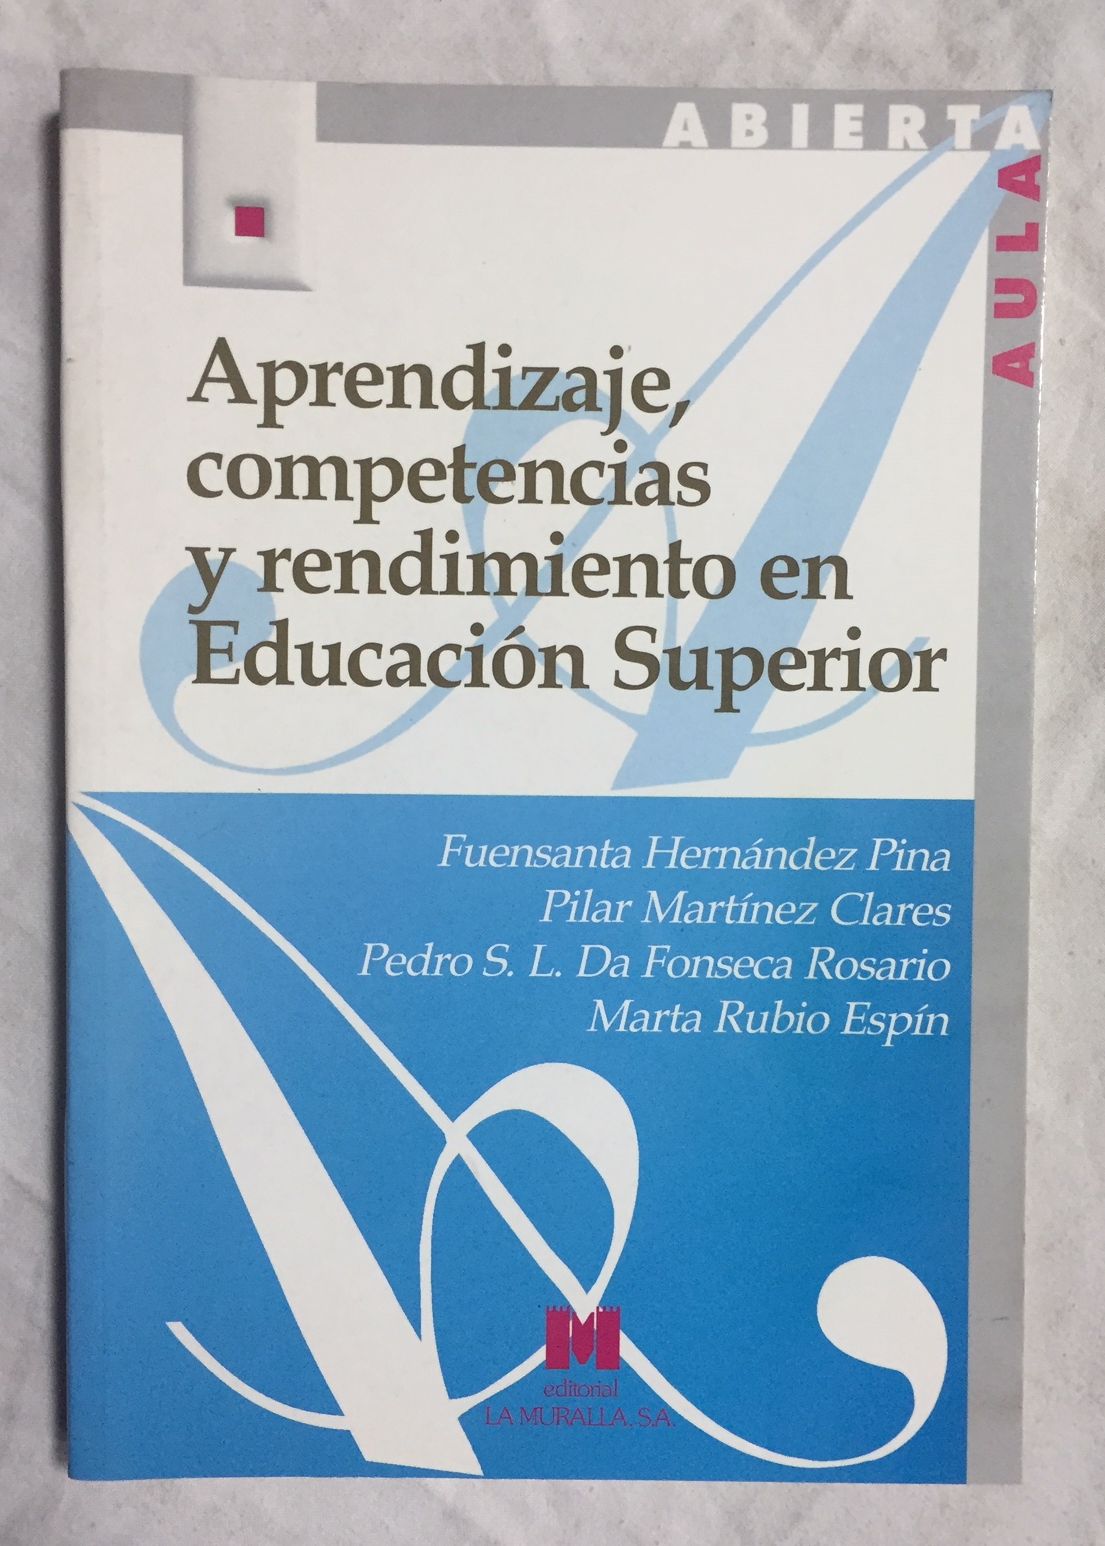 ABIERTA
AULA
Aprendizaje,
competencias
y rendimiento en
Educación Superior
Fuensanta Hernández Pina
Pilar Martínez Clares
Pedro S. L. Da Fonseca Rosario
Marta Rubio Espín
editorial
LA MURALLA, S.A.